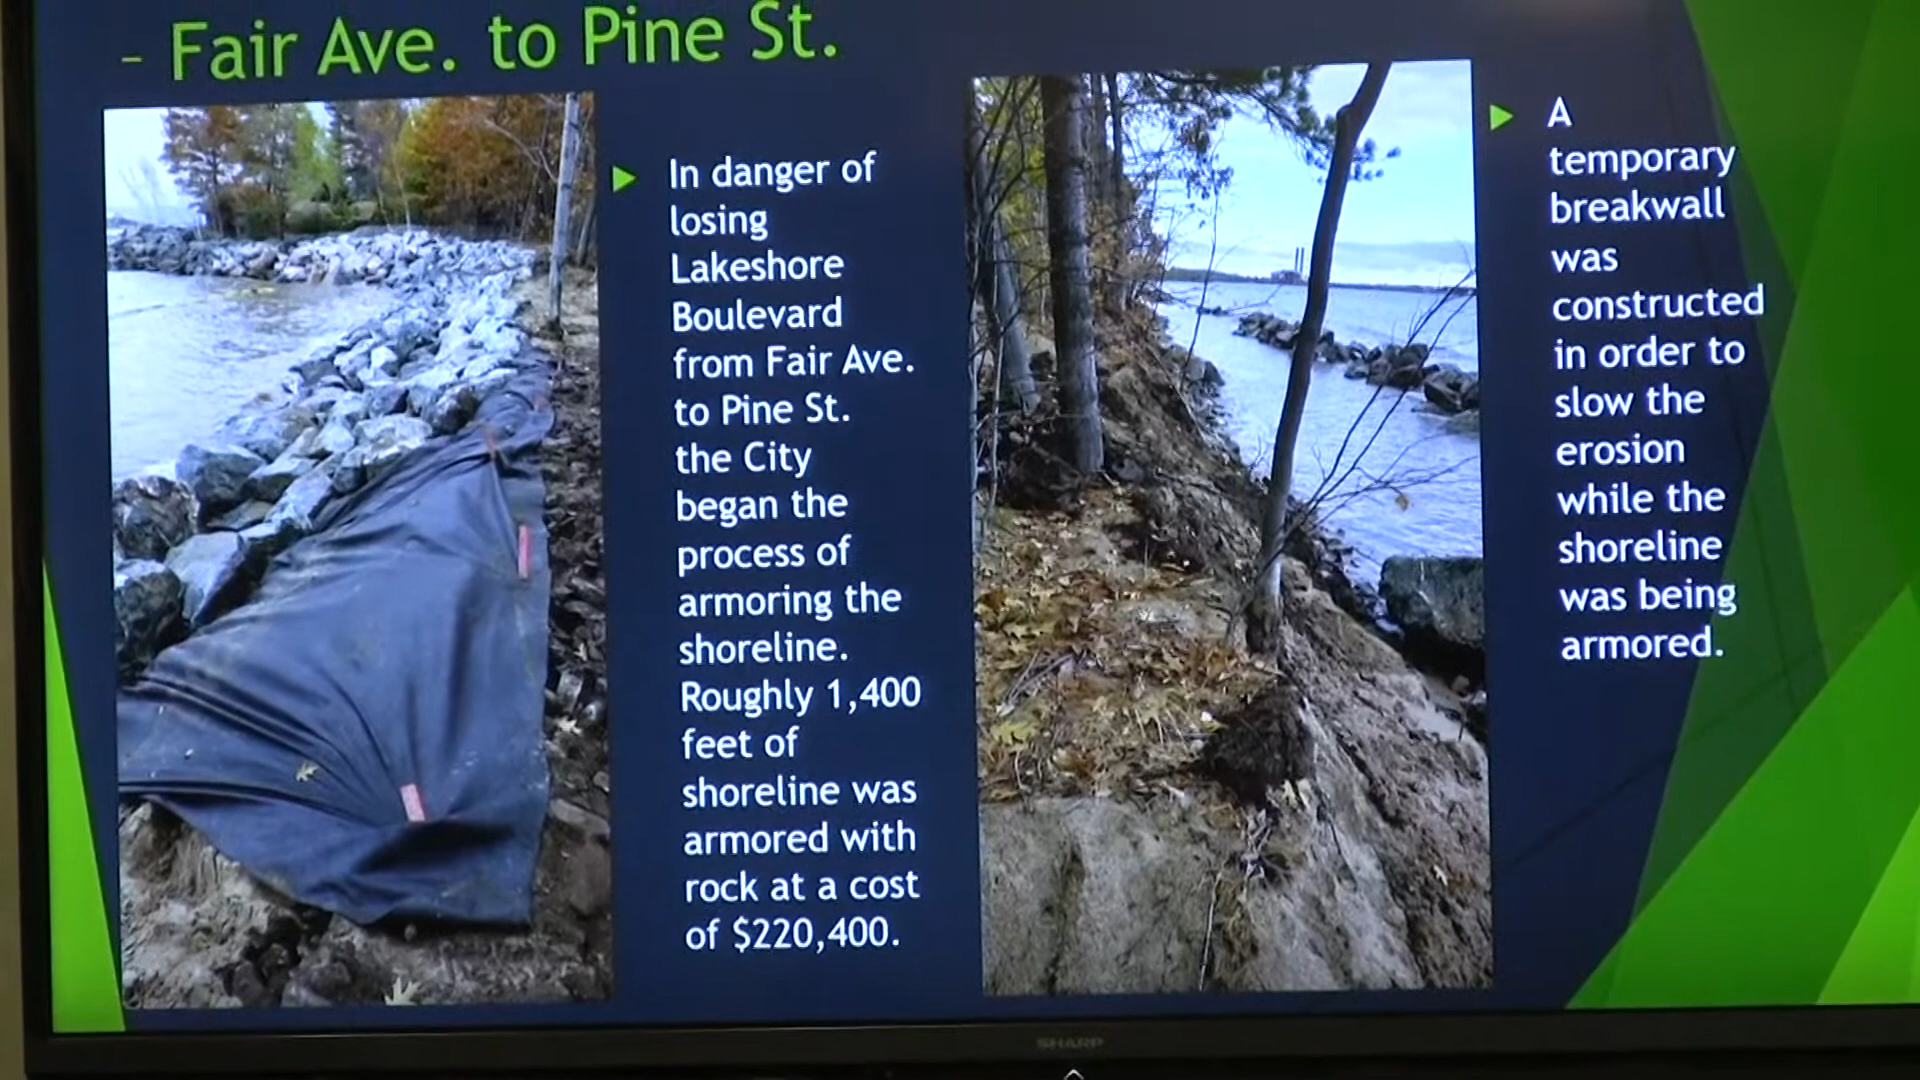 - Fair Ave. to Pine St.
In danger of
losing
Lakeshore
Boulevard
from Fair Ave.
to Pine St.
the City
began the
process of
armoring the
shoreline.
Roughly 1,400
feet of
shoreline was
armored with
rock at a cost
of $220,400.
A
temporary
breakwall
was
constructed
in order to
slow the
erosion
while the
shoreline
was being
armored.
SHARP